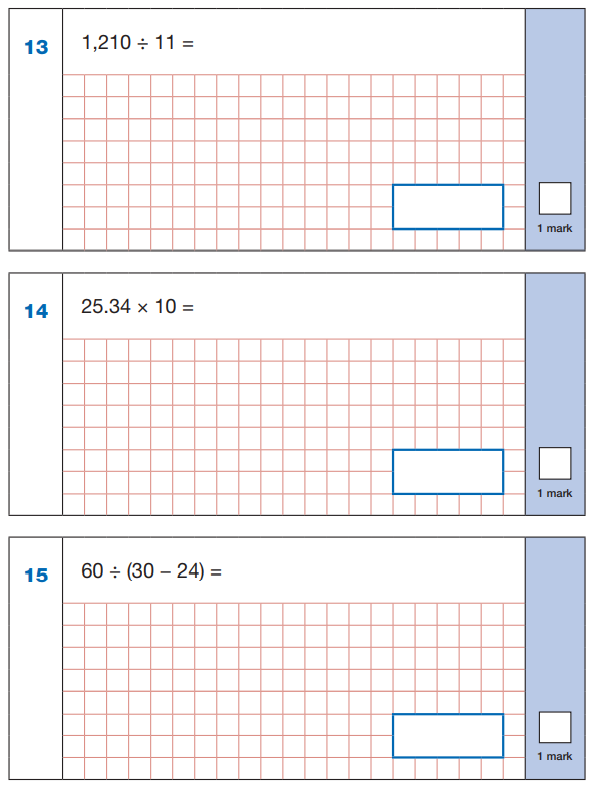 13
1,210 ÷ 11 =
1 mark
14
25.34 × 10 =
1 mark
15
60 ÷ (30 − 24) =
1 mark